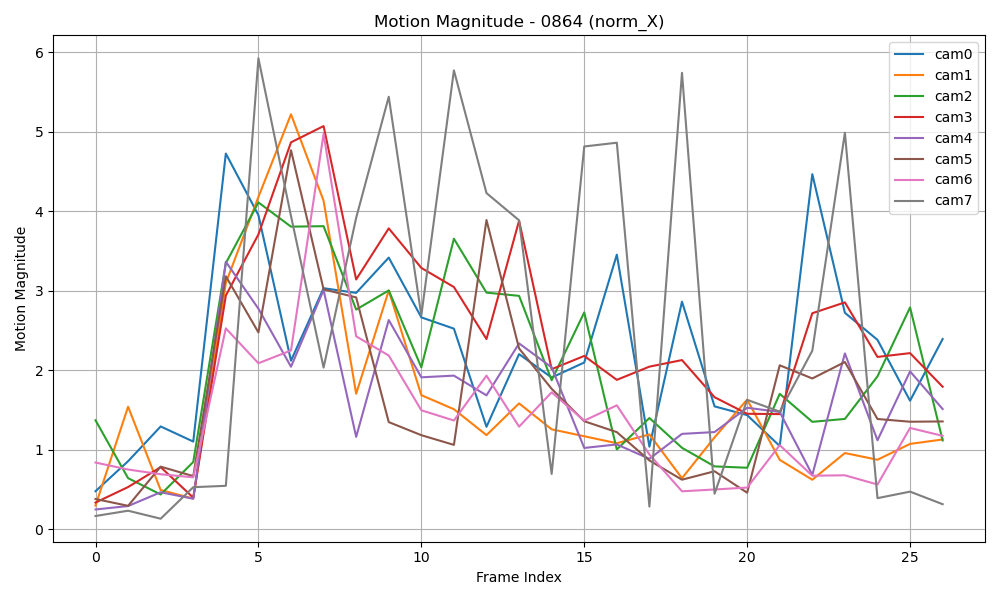 Motion Magnitude - 0864 (norm_X)
cam0
cam1
cam2
cam3
cam4
cam5
cam6
cam7
Motion Magnitude
6
5
4
3
2
1
0
0 5 10 15 20 25
Frame Index